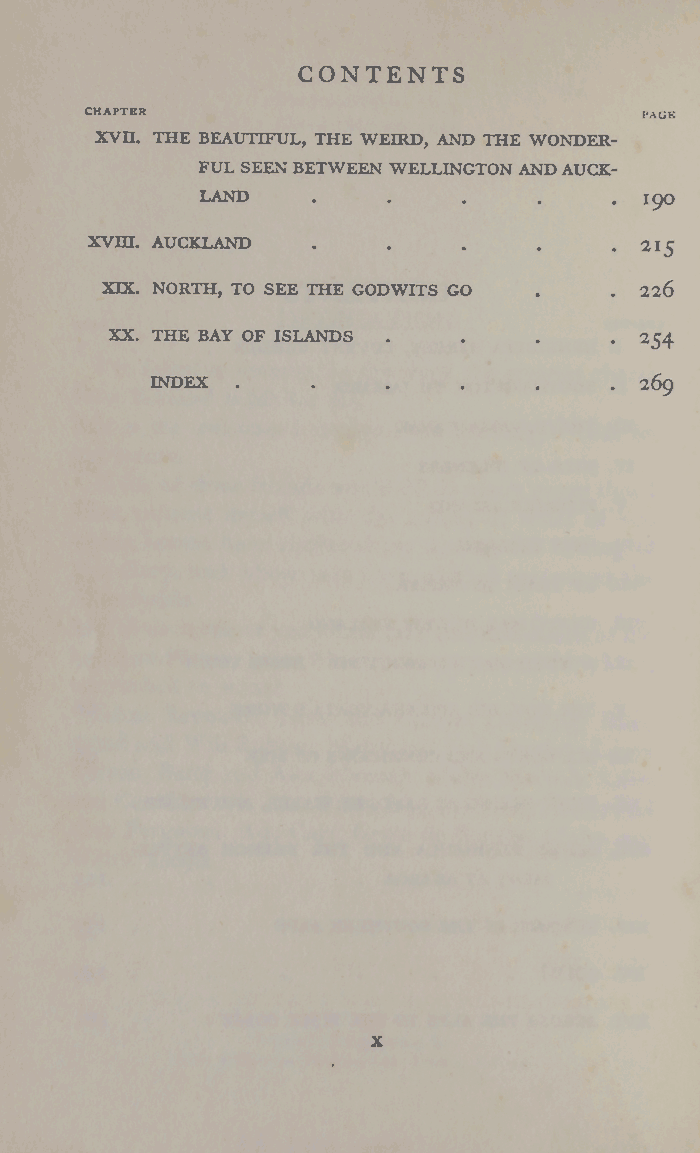 CONTENTS
CHAPTER PAGE
XVII. THE BEAUTIFUL, THE WEIRD, AND THE WONDER-
FUL SEEN BETWEEN WELLINGTON AND AUCK-
LAND . . . . . 190
XVIII. AUCKLAND . . . . . 215
XIX. NORTH, TO SEE THE GODWITS GO . . 226
XX. THE BAY OF ISLANDS . . . . 254
INDEX . . . . . . 269
X